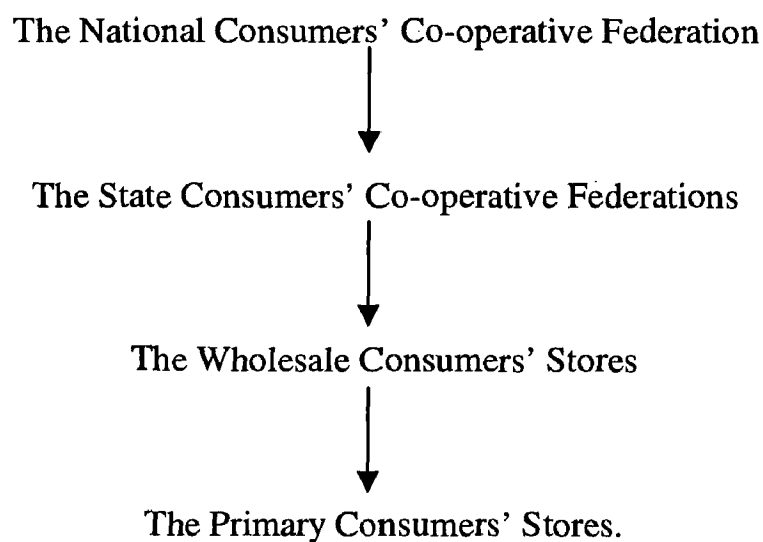 The National Consumers’ Co-operative Federation
The State Consumers’ Co-operative Federations
The Wholesale Consumers’ Stores
The Primary Consumers’ Stores.